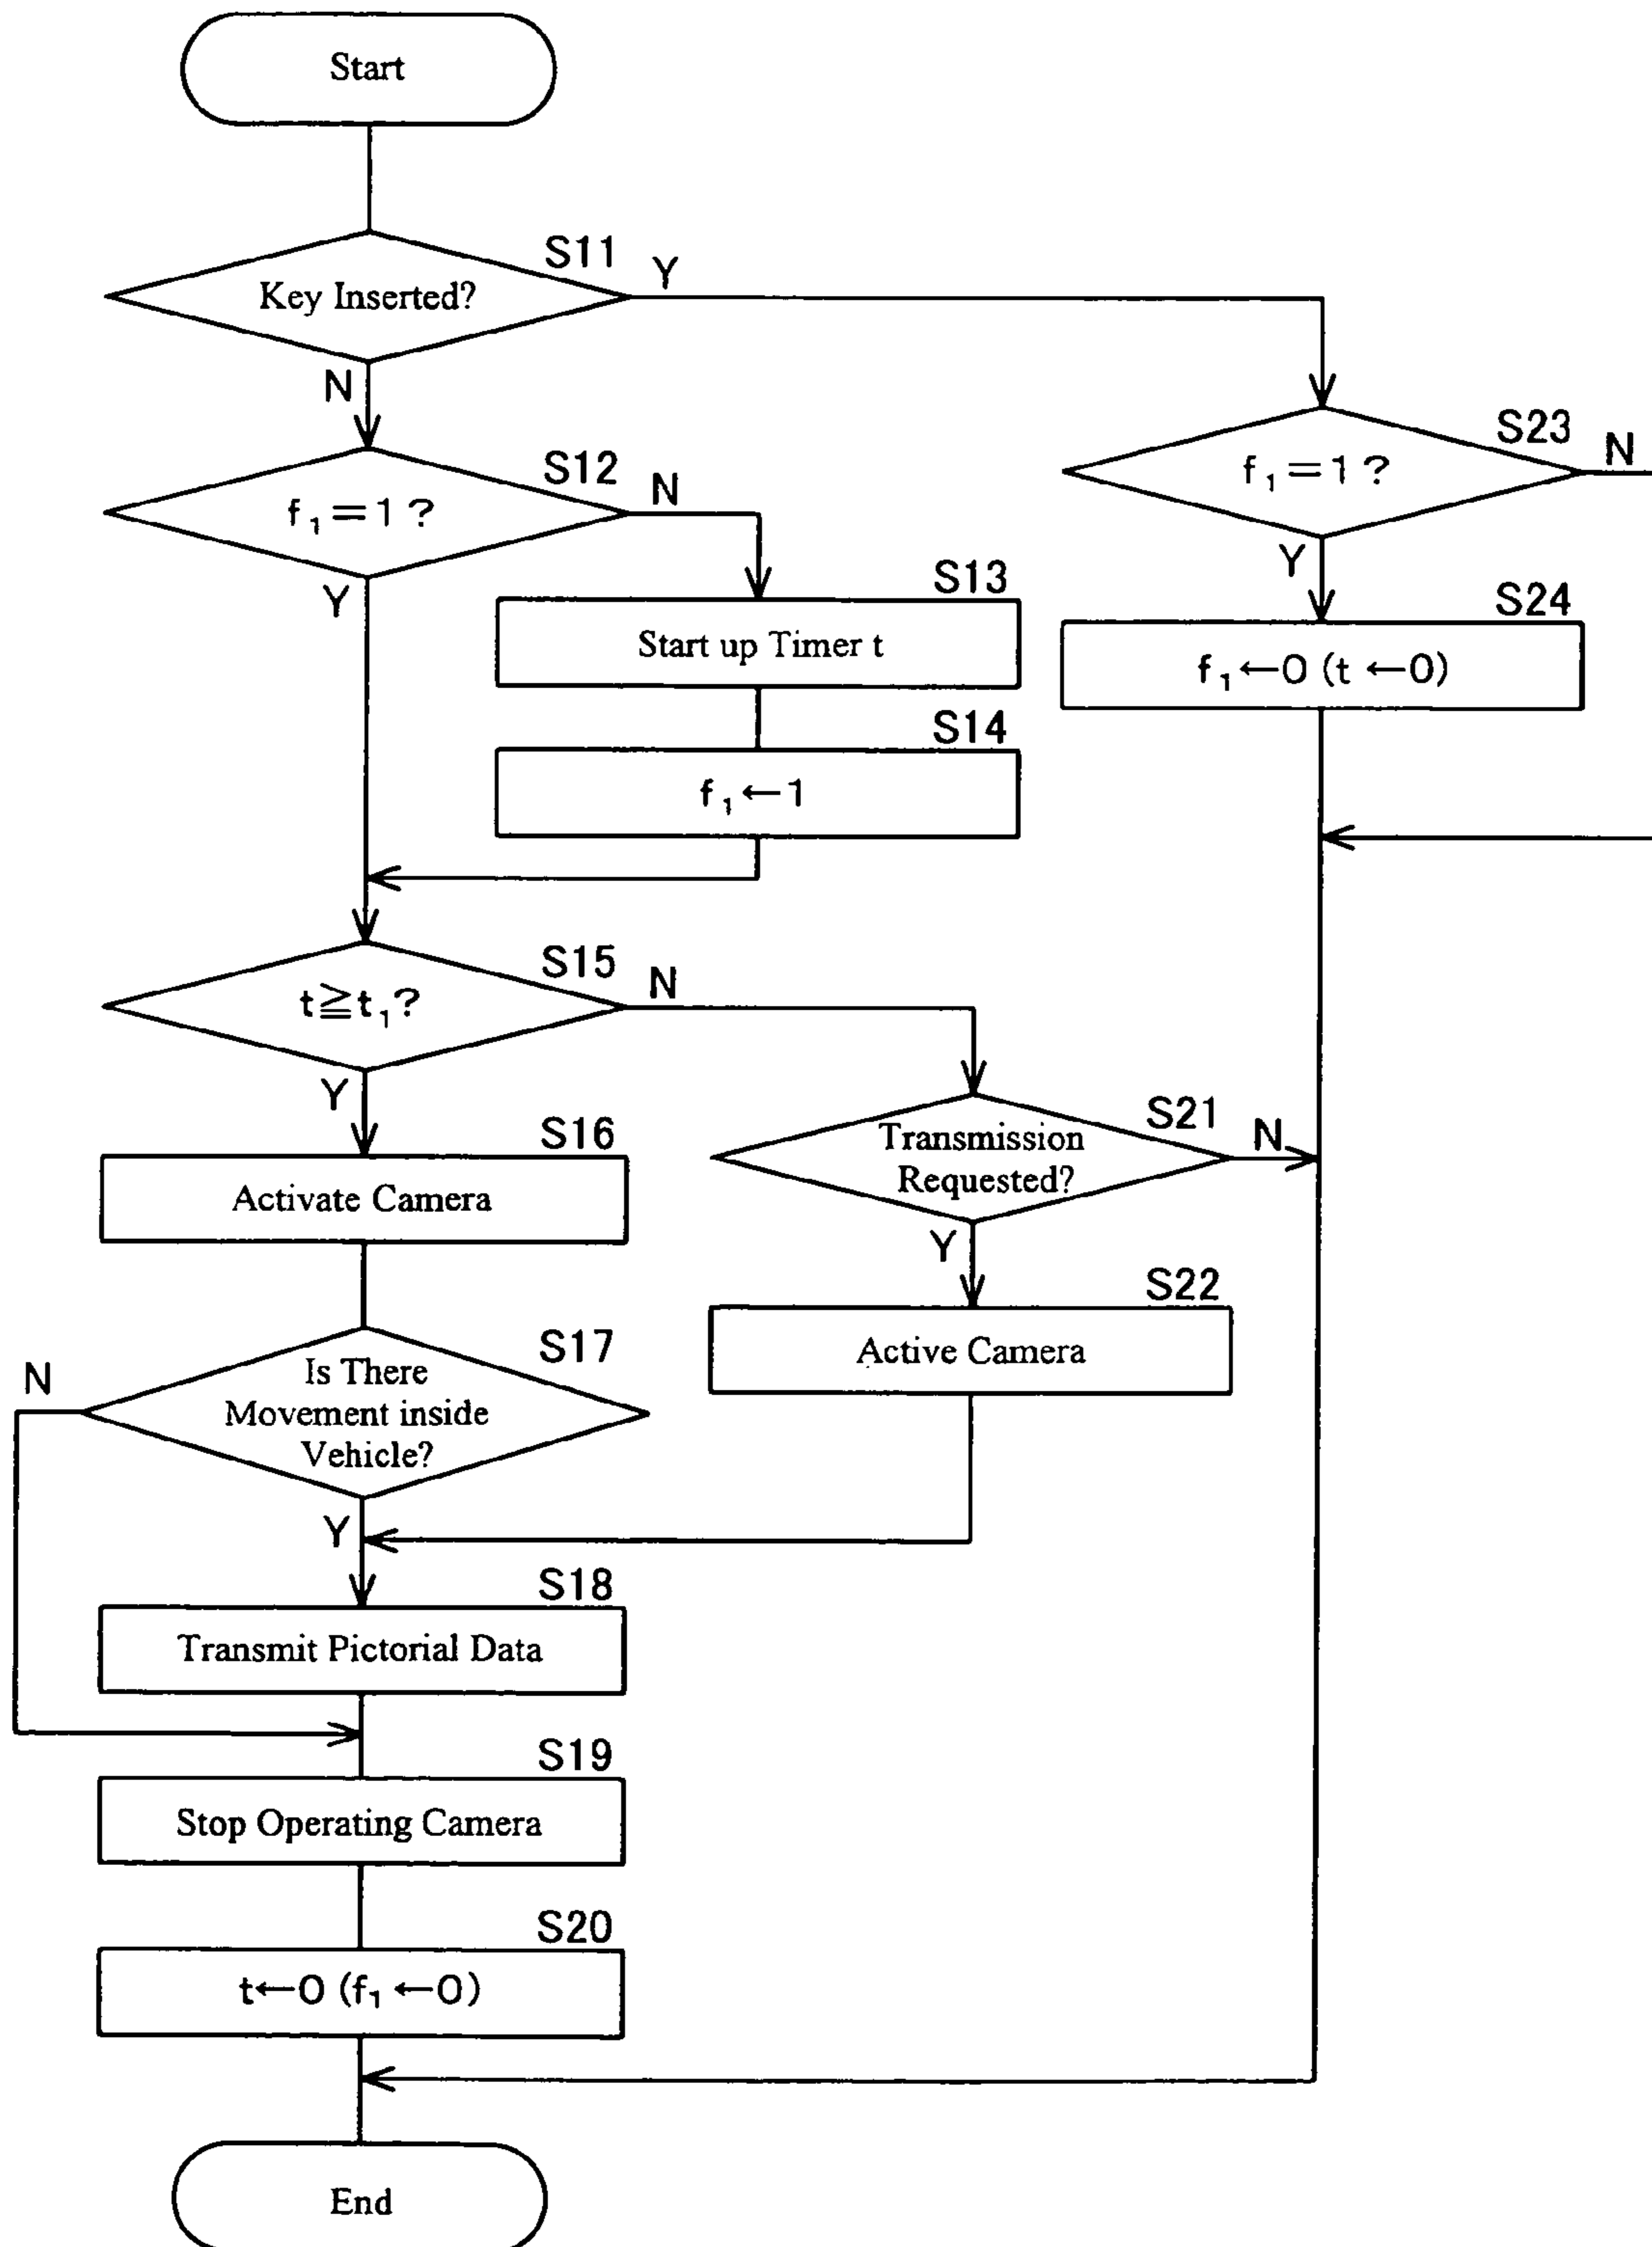 Start
S11
Key Inserted?
Y
N
S12
f₁=1?
N
Y
S13
Start up Timer t
S14
f₁←1
S23
f₁=1?
N
Y
S24
f₁←0 (t←0)
S15
t≧t₁?
N
Y
S16
Activate Camera
S21
Transmission
Requested?
N
Y
S22
Active Camera
S17
Is There
Movement inside
Vehicle?
N
Y
S18
Transmit Pictorial Data
S19
Stop Operating Camera
S20
t←0 (f₁←0)
End